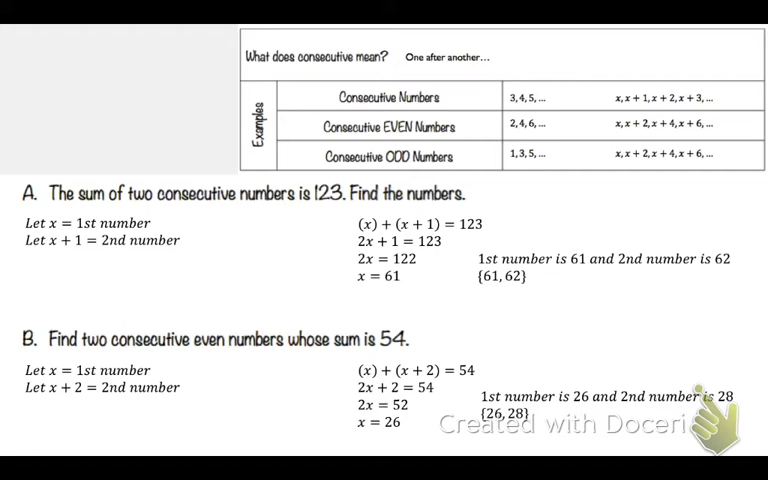 What does consecutive mean? One after another...
Examples
Consecutive Numbers 3, 4, 5, ... x, x + 1, x + 2, x + 3, ...
Consecutive EVEN Numbers 2, 4, 6, ... x, x + 2, x + 4, x + 6, ...
Consecutive ODD Numbers 1, 3, 5, ... x, x + 2, x + 4, x + 6, ...
A. The sum of two consecutive numbers is 123. Find the numbers.
Let x = 1st number (x) + (x + 1) = 123
Let x + 1 = 2nd number 2x + 1 = 123
2x = 122 1st number is 61 and 2nd number is 62
x = 61 {61, 62}
B. Find two consecutive even numbers whose sum is 54.
Let x = 1st number (x) + (x + 2) = 54
Let x + 2 = 2nd number 2x + 2 = 54
2x = 52 1st number is 26 and 2nd number is 28
x = 26 {26, 28}
Created with Doceri